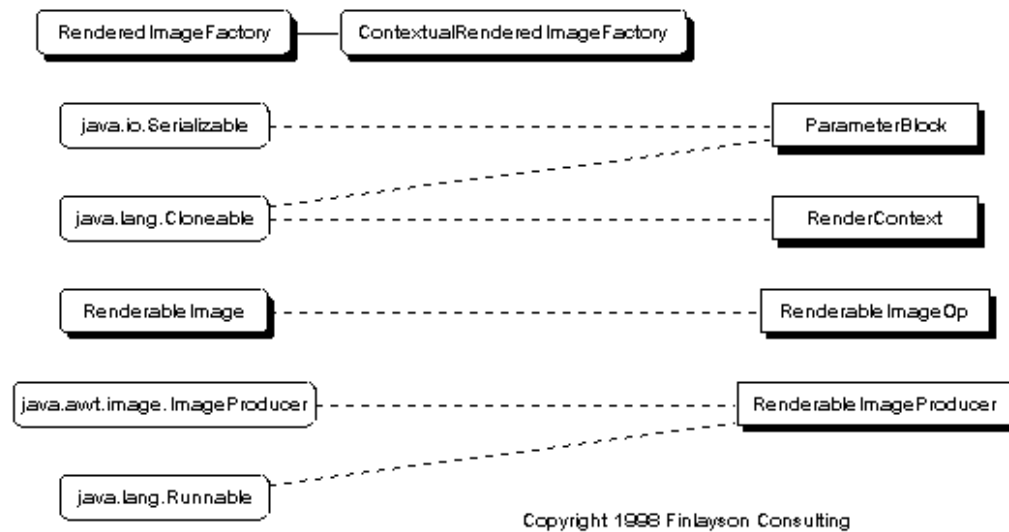 RenderedImageFactory
ContextualRenderedImageFactory
java.io.Serializable
ParameterBlock
java.lang.Cloneable
RenderContext
RenderableImage
RenderableImageOp
java.awt.image.ImageProducer
RenderableImageProducer
java.lang.Runnable
Copyright 1998 Finlayson Consulting